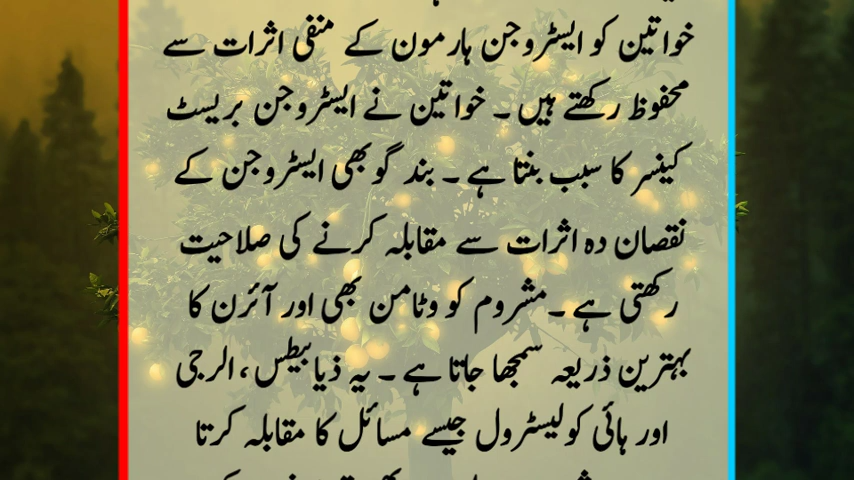 خواتین کو ایسٹروجن ہارمون کے منفی اثرات سے
محفوظ رکھتے ہیں ۔ خواتین نے ایسٹروجن بریسٹ
کینسر کا سبب بنتا ہے ۔ بند گوبھی ایسٹروجن کے
نقصان دہ اثرات سے مقابلہ کرنے کی صلاحیت
رکھتی ہے ۔ مشروم کو وٹامن بھی اور آئرن کا
بہترین ذریعہ سمجھا جاتا ہے ۔ یہ ذیابیطس ، الرجی
اور ہائی کولیسٹرول جیسے مسائل کا مقابلہ کرتا